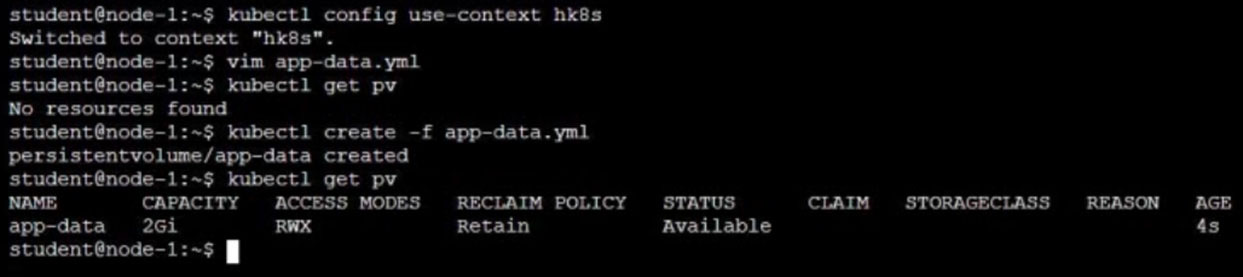 student@node-1:~$ kubectl config use-context hk8s
Switched to context "hk8s".
student@node-1:~$ vim app-data.yml
student@node-1:~$ kubectl get pv
No resources found
student@node-1:~$ kubectl create -f app-data.yml
persistentvolume/app-data created
student@node-1:~$ kubectl get pv
NAME CAPACITY ACCESS MODES RECLAIM POLICY STATUS CLAIM STORAGECLASS REASON AGE
app-data 2Gi RWX Retain Available 4s
student@node-1:~$